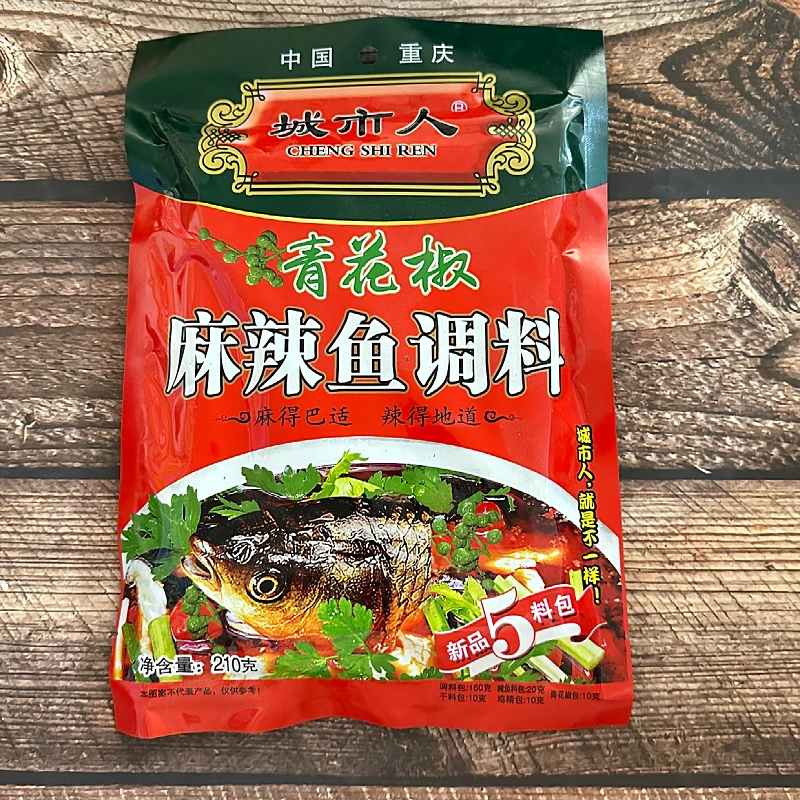 中国 重庆
城市人®
CHENG SHI REN
青花椒
麻辣鱼调料
麻得巴适 辣得地道
城市人,就是不一样!
新品5料包
净含量:210克
本图案不代表产品,仅供参考!
调料包:160克 腌鱼料包:20克 青花椒包:10克
干料包:10克 鸡精包:10克